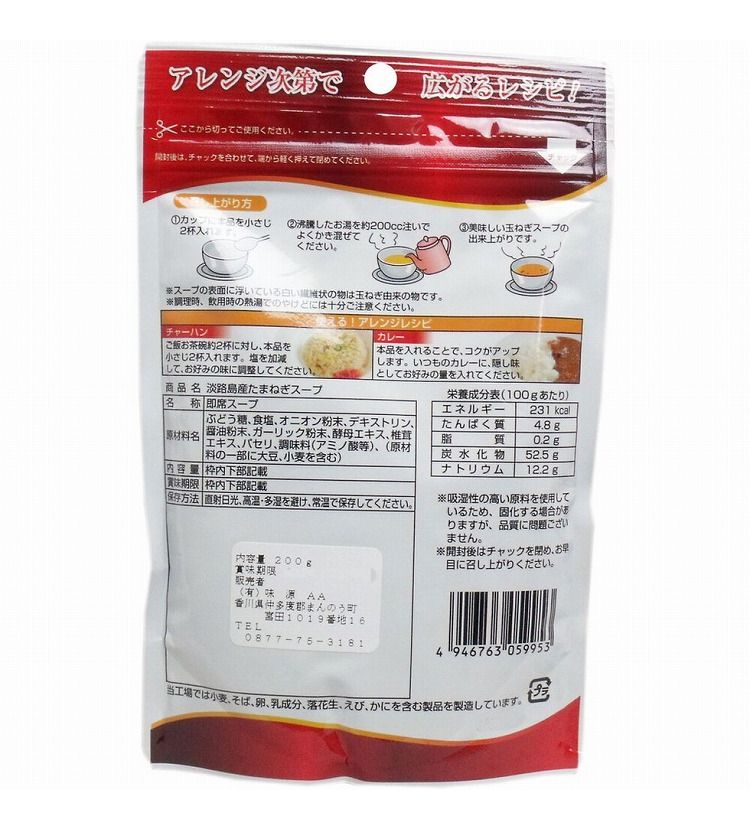 アレンジ次第で 広がるレシピ!
ここから切ってご使用ください。
開封後は、チャックを合わせて、端から軽く押えて閉めてください。
チャック
召し上がり方
①カップに本品を小さじ
2杯入れます。
②沸騰したお湯を約200cc注いで
よくかき混ぜて
ください。
③美味しい玉ねぎスープの
出来上がりです。
※スープの表面に浮いている白い繊維状の物は玉ねぎ由来の物です。
※調理時、飲用時の熱湯でのやけどには十分ご注意ください。
使える!アレンジレシピ
チャーハン
ご飯お茶碗約2杯に対し、本品を
小さじ2杯入れます。塩を加減
して、お好みの味に調整してください。
カレー
本品を入れることで、コクがアップ
します。いつものカレーに、隠し味
としてお好みの量を入れてください。
商品名 淡路島産たまねぎスープ
名称 即席スープ
原材料名 ぶどう糖、食塩、オニオン粉末、デキストリン、
醤油粉末、ガーリック粉末、酵母エキス、椎茸
エキス、パセリ、調味料(アミノ酸等)、(原材
料の一部に大豆、小麦を含む)
内容量 枠内下部記載
賞味期限 枠内下部記載
保存方法 直射日光、高温・多湿を避け、常温で保存してください。
栄養成分表(100gあたり)
エネルギー 231kcal
たんぱく質 4.8g
脂質 0.2g
炭水化物 52.5g
ナトリウム 12.2g
※吸湿性の高い原料を使用して
いるため、固化する場合があ
りますが、品質に問題ござい
ません。
※開封後はチャックを閉め、お早
目に召し上がりください。
内容量 200g
賞味期限
販売者
(有)味源 AA
香川県仲多度郡まんのう町
宮田1019番地16
TEL
0877-75-3181
4 946763 059953
プラ
当工場では小麦、そば、卵、乳成分、落花生、えび、かにを含む製品を製造しています。